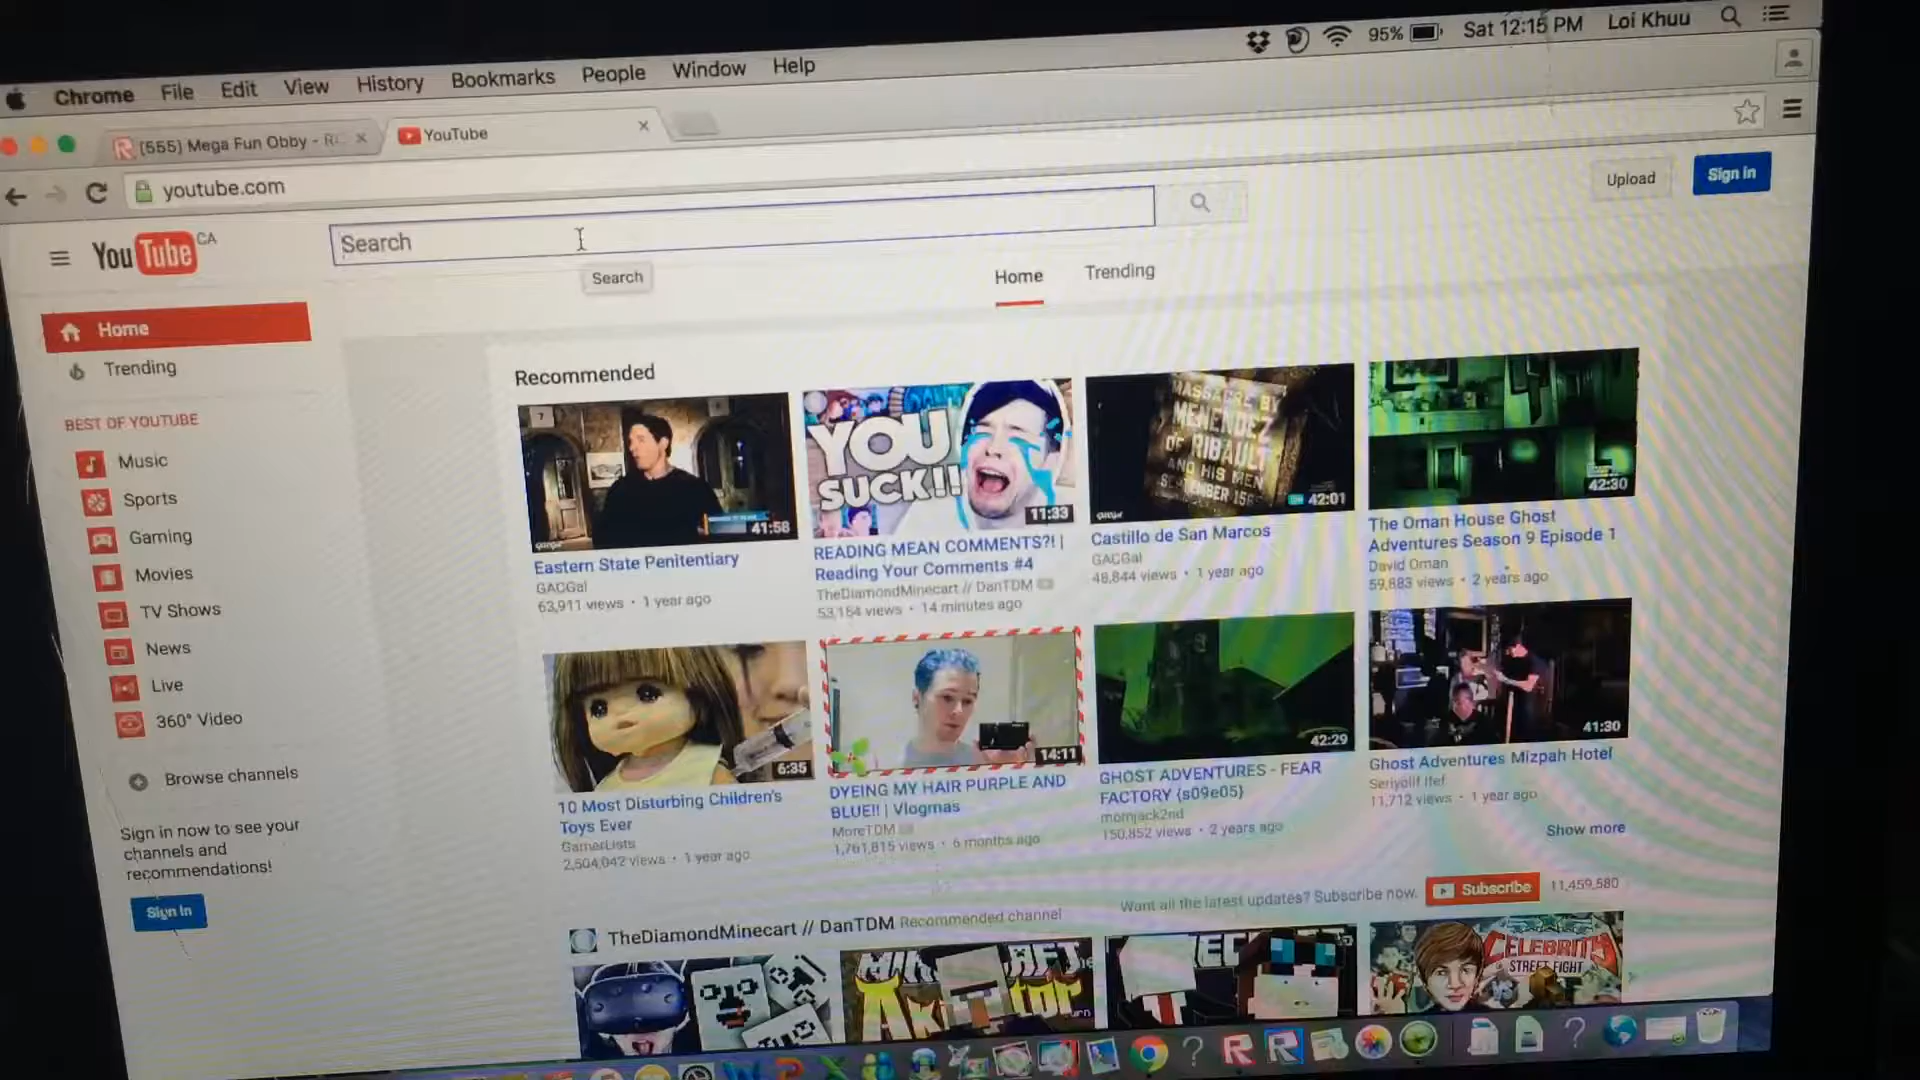 95% Sat 12:15 PM Loi Khuu
Chrome File Edit View History Bookmarks People Window Help
(555) Mega Fun Obby - R
YouTube
youtube.com
YouTube CA
Search
Upload
Sign in
Search
Home Trending
Home
Trending
BEST OF YOUTUBE
Music
Sports
Gaming
Movies
TV Shows
News
Live
360° Video
Browse channels
Sign in now to see your
channels and
recommendations!
Sign in
Recommended
41:58
Eastern State Penitentiary
GACGal
63,911 views • 1 year ago
YOU
SUCK!!
11:33
READING MEAN COMMENTS?! |
Reading Your Comments #4
TheDiamondMinecart // DanTDM
53,164 views • 14 minutes ago
MASSACRE BY
MENENDEZ
of RIBAULT
AND HIS MEN
42:01
Castillo de San Marcos
GACGal
48,844 views • 1 year ago
42:30
The Oman House Ghost
Adventures Season 9 Episode 1
David Oman
59,883 views • 2 years ago
6:35
10 Most Disturbing Children's
Toys Ever
GamerLists
2,504,042 views • 1 year ago
14:11
DYEING MY HAIR PURPLE AND
BLUE!! | Vlogmas
MoreTDM
1,761,815 views • 6 months ago
42:29
GHOST ADVENTURES - FEAR
FACTORY {s09e05}
momjack2nd
150,852 views • 2 years ago
41:30
Ghost Adventures Mizpah Hotel
11,712 views • 1 year ago
Show more
TheDiamondMinecart // DanTDM Recommended channel
Want all the latest updates? Subscribe now. Subscribe 11,459,580
CELEBRITY
STREET FIGHT